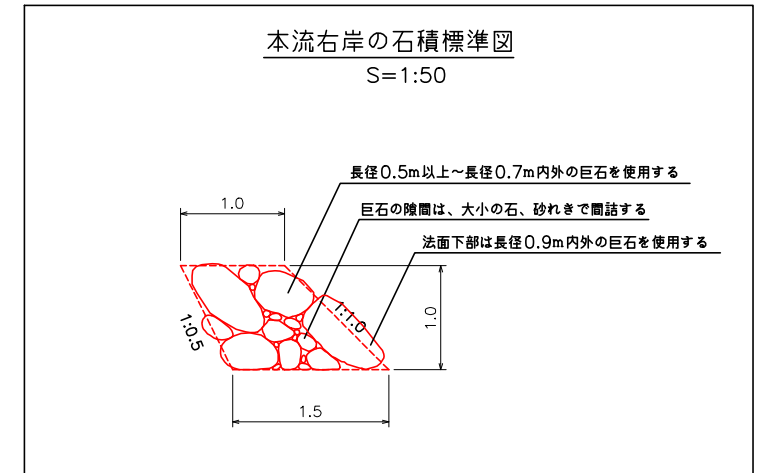 本流右岸の石積標準図
S=1:50
長径0.5m以上～長径0.7m内外の巨石を使用する
1.0
巨石の隙間は、大小の石、砂れきで間詰する
法面下部は長径0.9m内外の巨石を使用する
1:1.0
1.0
1:0.5
1.5